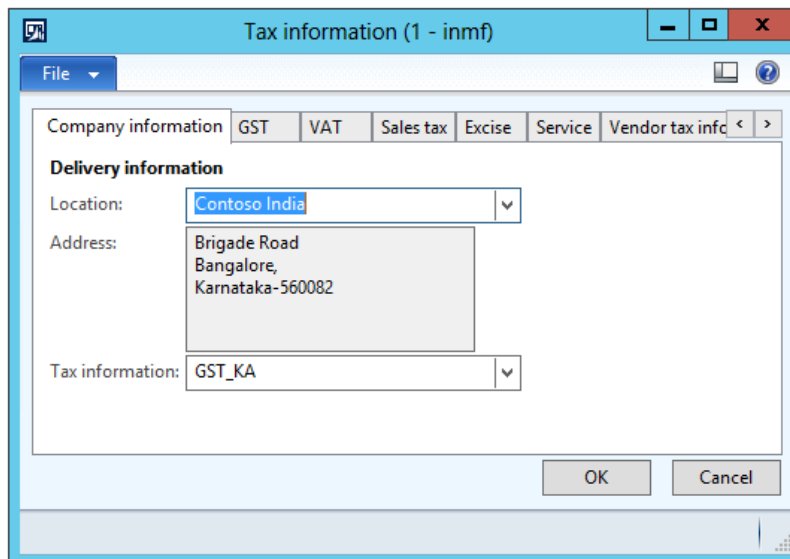 Tax information (1 - inmf)
x
File
?
Company information GST VAT Sales tax Excise Service Vendor tax info < >
Delivery information
Location: Contoso India
Address: Brigade Road
Bangalore,
Karnataka-560082
Tax information: GST_KA
OK Cancel